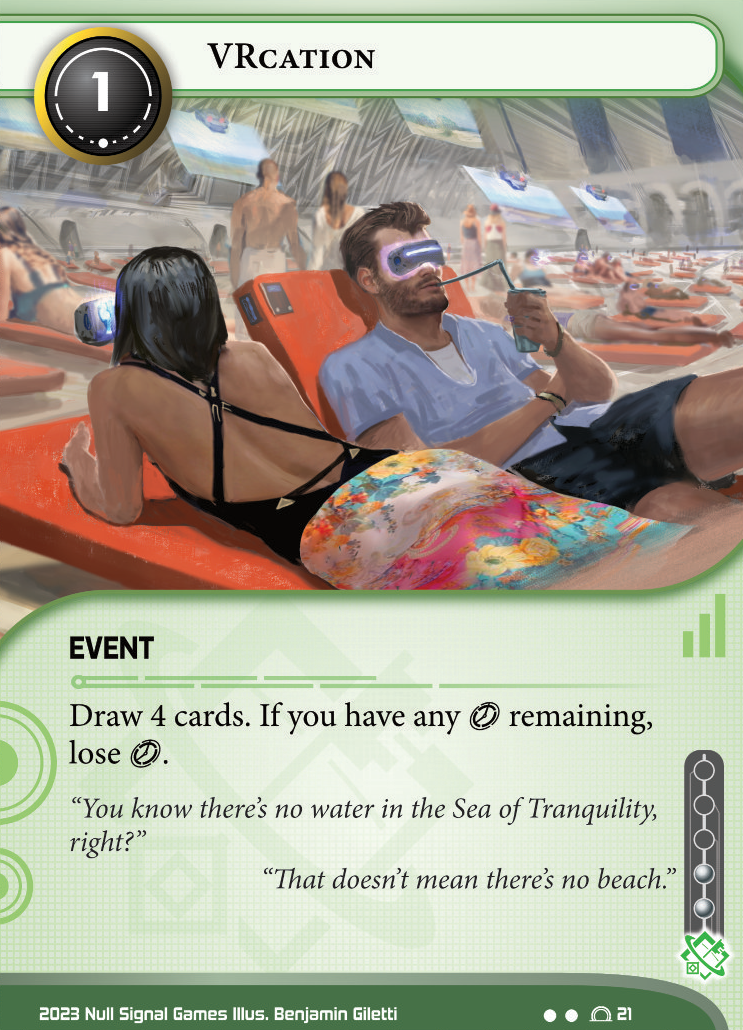 1
VRcation
EVENT
Draw 4 cards. If you have any remaining,
lose .
“You know there’s no water in the Sea of Tranquility,
right?”
“That doesn’t mean there’s no beach.”
2023 Null Signal Games Illus. Benjamin Giletti
21